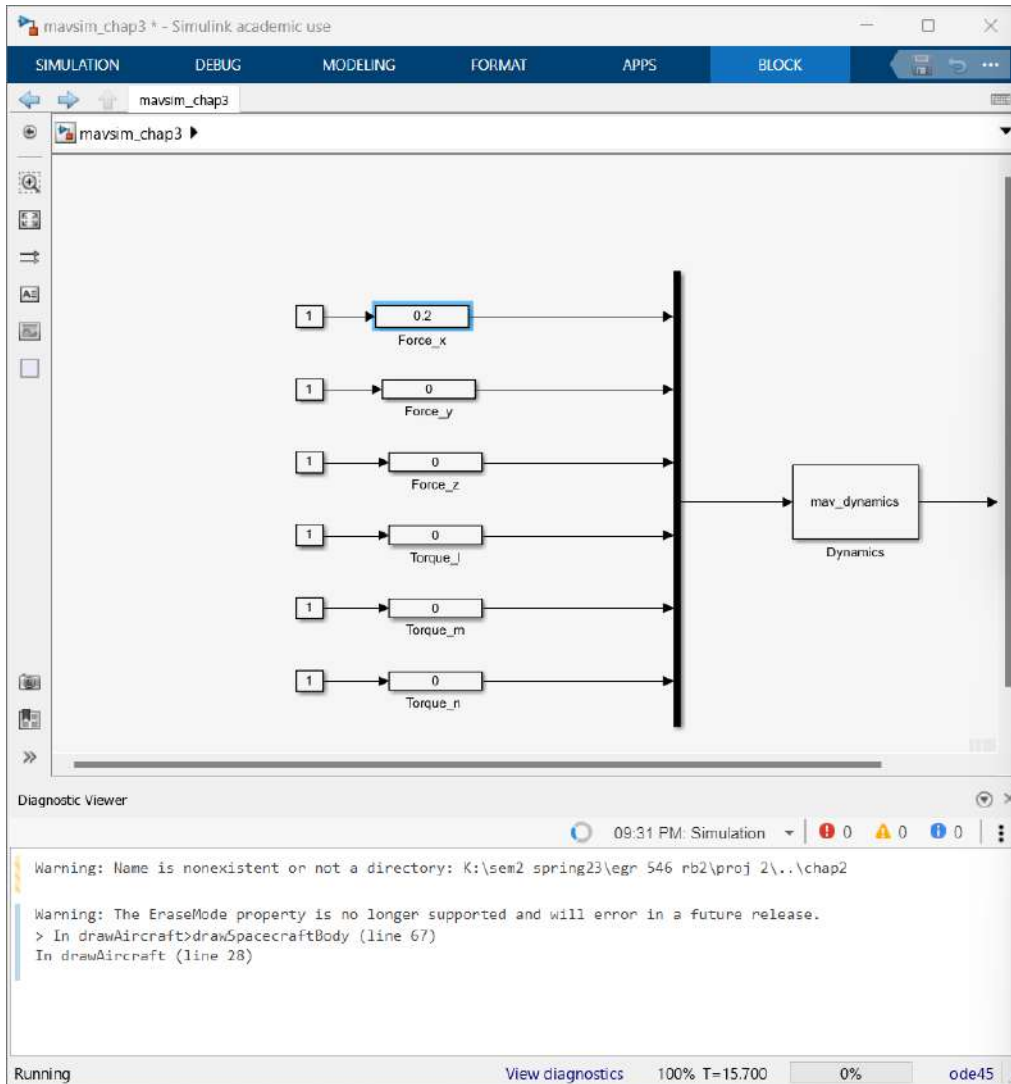 mavsim_chap3 * - Simulink academic use
SIMULATION DEBUG MODELING FORMAT APPS BLOCK
mavsim_chap3
mavsim_chap3
1 0.2
Force_x
1 0
Force_y
1 0
Force_z
mav_dynamics
1 0
Torque_l
Dynamics
1 0
Torque_m
1 0
Torque_n
Diagnostic Viewer
09:31 PM: Simulation 0 0 0
Warning: Name is nonexistent or not a directory: K:\sem2 spring23\egr 546 rb2\proj 2\..\chap2
Warning: The EraseMode property is no longer supported and will error in a future release.
> In drawAircraft>drawSpacecraftBody (line 67)
In drawAircraft (line 28)
Running View diagnostics 100% T=15.700 0% ode45